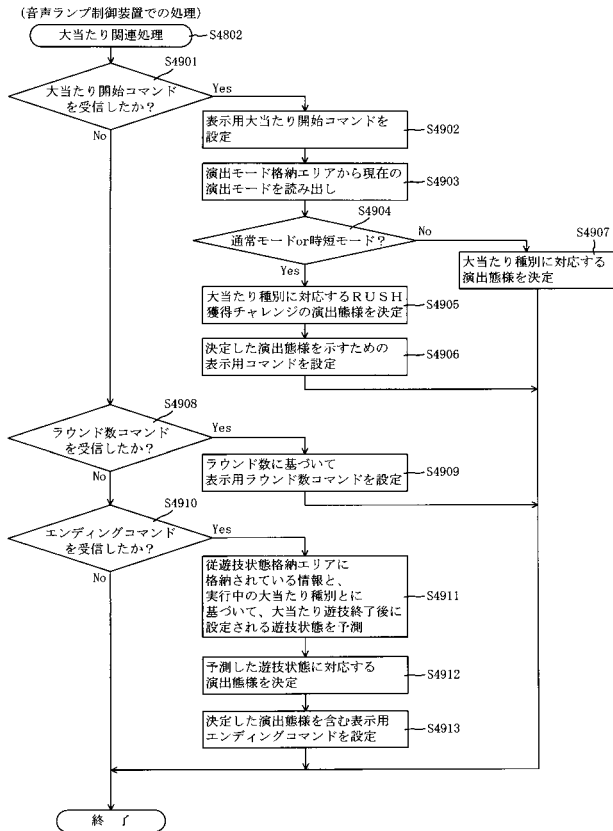 (音声ランプ制御装置での処理)
大当たり関連処理
S4802
S4901
大当たり開始コマンド
を受信したか?
Yes
No
表示用大当たり開始コマンドを
設定
S4902
演出モード格納エリアから現在の
演出モードを読み出し
S4903
S4904
通常モードor時短モード?
No
Yes
S4907
大当たり種別に対応する
演出態様を決定
大当たり種別に対応するRUSH
獲得チャレンジの演出態様を決定
S4905
決定した演出態様を示すための
表示用コマンドを設定
S4906
S4908
ラウンド数コマンド
を受信したか?
Yes
No
ラウンド数に基づいて
表示用ラウンド数コマンドを設定
S4909
S4910
エンディングコマンド
を受信したか?
Yes
No
従遊技状態格納エリアに
格納されている情報と、
実行中の大当たり種別とに
基づいて、大当たり遊技終了後に
設定される遊技状態を予測
S4911
予測した遊技状態に対応する
演出態様を決定
S4912
決定した演出態様を含む表示用
エンディングコマンドを設定
S4913
終 了